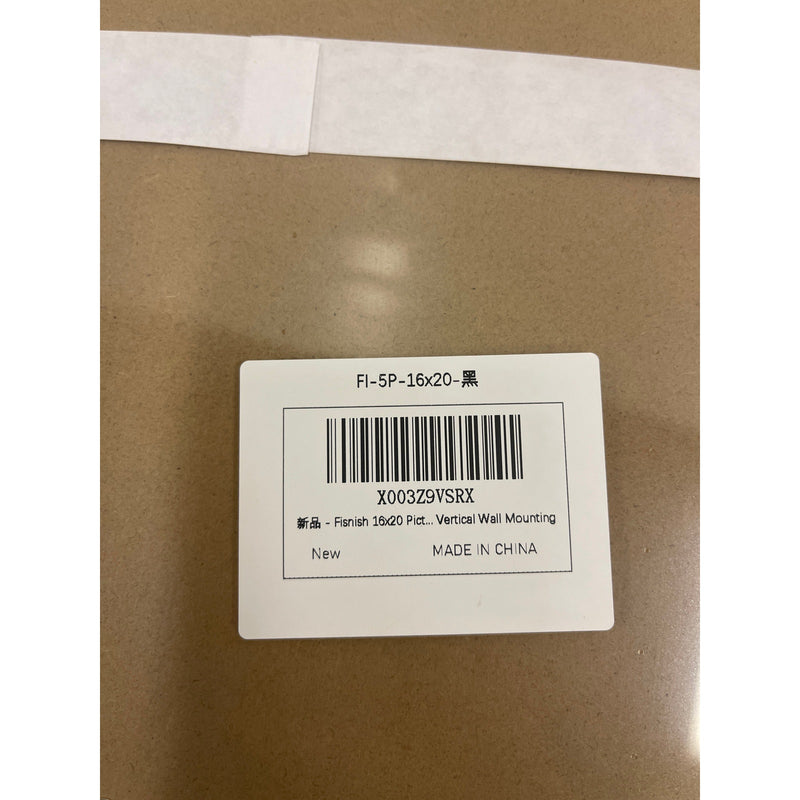 FI-5P-16x20-黑
X003Z9VSRX
新品 - Fisnish 16x20 Pict... Vertical Wall Mounting
New MADE IN CHINA